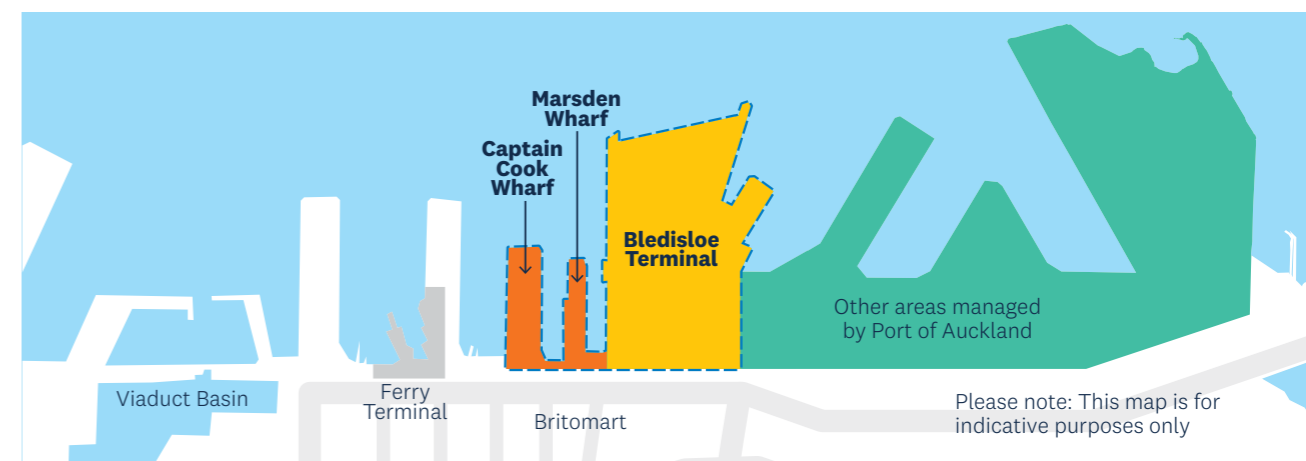 Marsden
Wharf
Captain
Cook
Wharf
Bledisloe
Terminal
Other areas managed
by Port of Auckland
Viaduct Basin
Ferry
Terminal
Britomart
Please note: This map is for
indicative purposes only